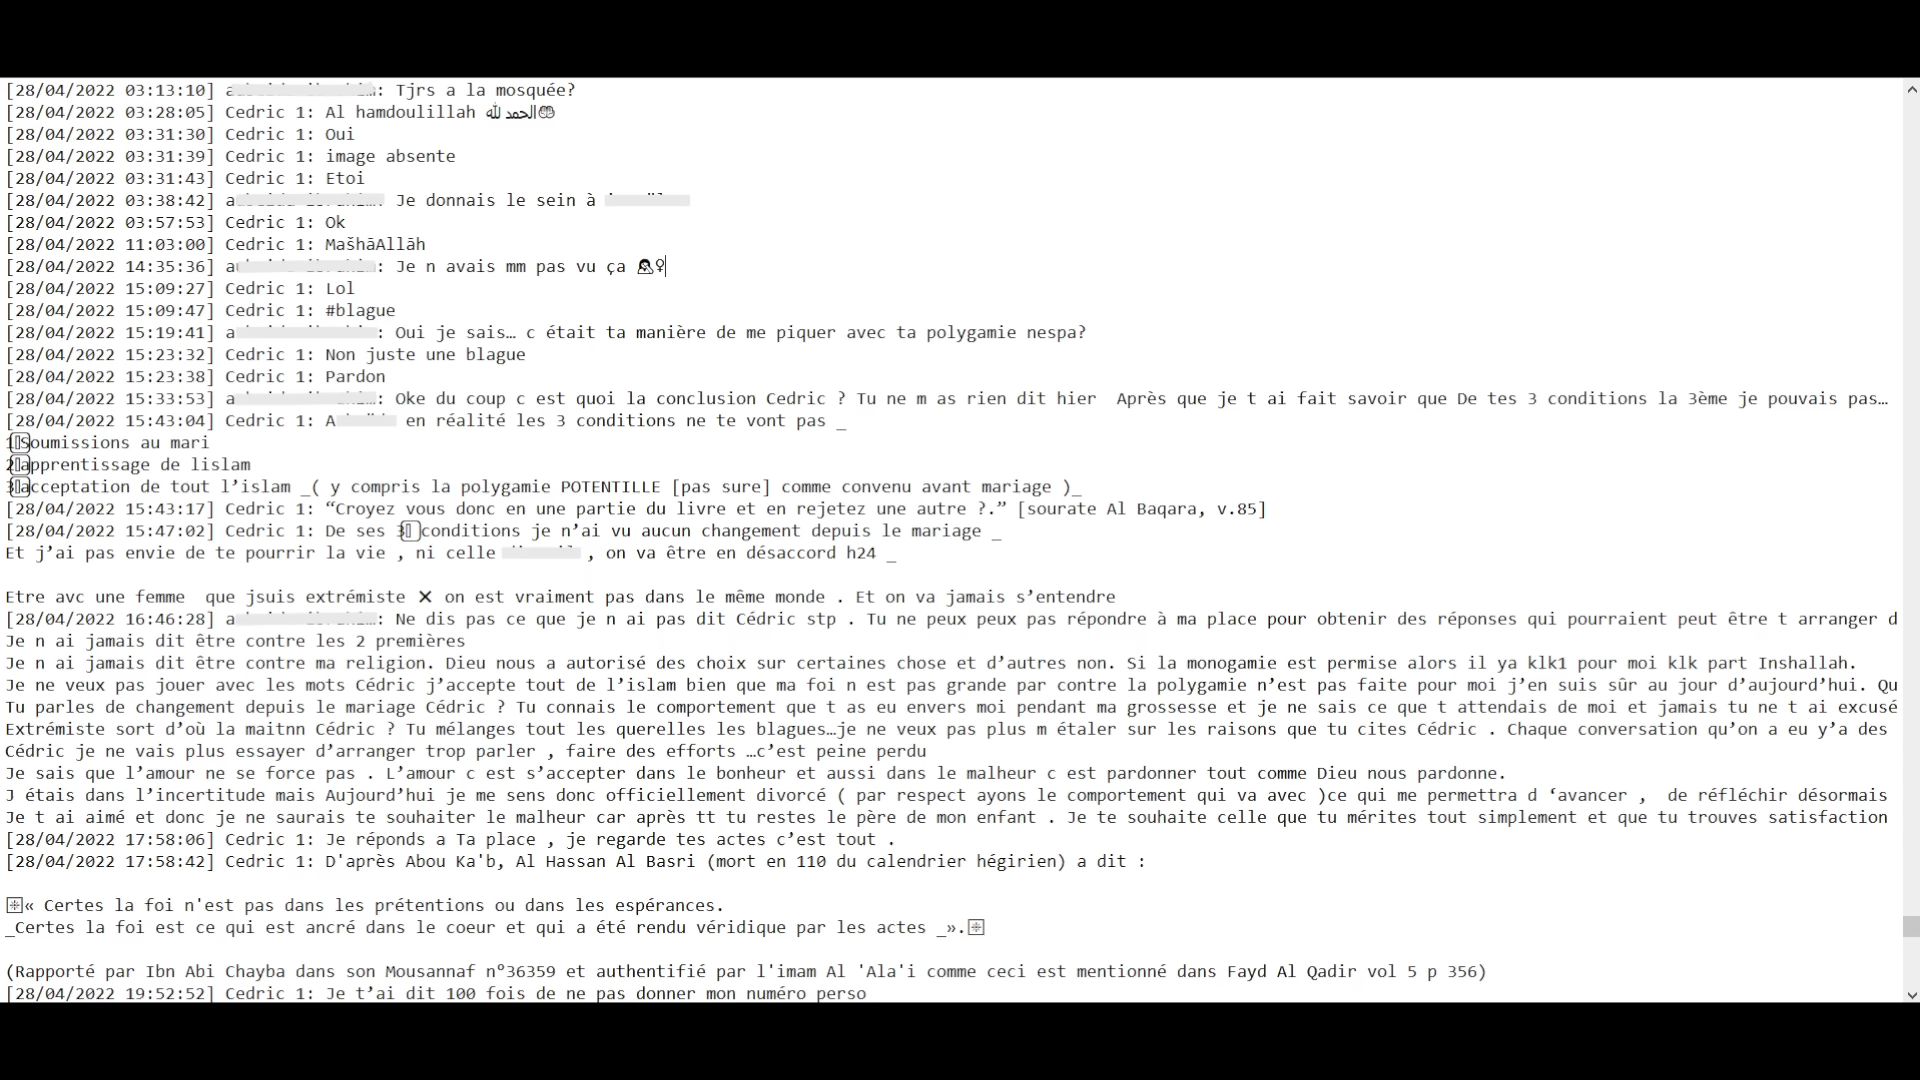 [28/04/2022 03:13:10] a : Tjrs a la mosquée?
[28/04/2022 03:28:05] Cedric 1: Al hamdoulillah الحمد لله
[28/04/2022 03:31:30] Cedric 1: Oui
[28/04/2022 03:31:39] Cedric 1: image absente
[28/04/2022 03:31:43] Cedric 1: Etoi
[28/04/2022 03:38:42] a : Je donnais le sein à
[28/04/2022 03:57:53] Cedric 1: Ok
[28/04/2022 11:03:00] Cedric 1: MašhāAllāh
[28/04/2022 14:35:36] a : Je n avais mm pas vu ça 🤦♀
[28/04/2022 15:09:27] Cedric 1: Lol
[28/04/2022 15:09:47] Cedric 1: #blague
[28/04/2022 15:19:41] a : Oui je sais… c était ta manière de me piquer avec ta polygamie nespa?
[28/04/2022 15:23:32] Cedric 1: Non juste une blague
[28/04/2022 15:23:38] Cedric 1: Pardon
[28/04/2022 15:33:53] a : Oke du coup c est quoi la conclusion Cedric ? Tu ne m as rien dit hier  Après que je t ai fait savoir que De tes 3 conditions la 3ème je pouvais pas…
[28/04/2022 15:43:04] Cedric 1: A en réalité les 3 conditions ne te vont pas _
1Soumissions au mari
2apprentissage de lislam
3acceptation de tout l’islam _( y compris la polygamie POTENTILLE [pas sure] comme convenu avant mariage )_
[28/04/2022 15:43:17] Cedric 1: “Croyez vous donc en une partie du livre et en rejetez une autre ?.” [sourate Al Baqara, v.85]
[28/04/2022 15:47:02] Cedric 1: De ses 3 conditions je n’ai vu aucun changement depuis le mariage _
Et j’ai pas envie de te pourrir la vie , ni celle , on va être en désaccord h24 _
Etre avc une femme  que jsuis extrémiste ❌ on est vraiment pas dans le même monde . Et on va jamais s’entendre
[28/04/2022 16:46:28] a : Ne dis pas ce que je n ai pas dit Cédric stp . Tu ne peux peux pas répondre à ma place pour obtenir des réponses qui pourraient peut être t arranger d
Je n ai jamais dit être contre les 2 premières
Je n ai jamais dit être contre ma religion. Dieu nous a autorisé des choix sur certaines chose et d’autres non. Si la monogamie est permise alors il ya klk1 pour moi klk part Inshallah.
Je ne veux pas jouer avec les mots Cédric j’accepte tout de l’islam bien que ma foi n est pas grande par contre la polygamie n’est pas faite pour moi j’en suis sûr au jour d’aujourd’hui. Qu
Tu parles de changement depuis le mariage Cédric ? Tu connais le comportement que t as eu envers moi pendant ma grossesse et je ne sais ce que t attendais de moi et jamais tu ne t ai excusé
Extrémiste sort d’où la maitnn Cédric ? Tu mélanges tout les querelles les blagues…je ne veux pas plus m étaler sur les raisons que tu cites Cédric . Chaque conversation qu’on a eu y’a des
Cédric je ne vais plus essayer d’arranger trop parler , faire des efforts …c’est peine perdu
Je sais que l’amour ne se force pas . L’amour c est s’accepter dans le bonheur et aussi dans le malheur c est pardonner tout comme Dieu nous pardonne.
J étais dans l’incertitude mais Aujourd’hui je me sens donc officiellement divorcé ( par respect ayons le comportement qui va avec )ce qui me permettra d ‘avancer ,  de réfléchir désormais
Je t ai aimé et donc je ne saurais te souhaiter le malheur car après tt tu restes le père de mon enfant . Je te souhaite celle que tu mérites tout simplement et que tu trouves satisfaction
[28/04/2022 17:58:06] Cedric 1: Je réponds a Ta place , je regarde tes actes c’est tout .
[28/04/2022 17:58:42] Cedric 1: D'après Abou Ka'b, Al Hassan Al Basri (mort en 110 du calendrier hégirien) a dit :
« Certes la foi n'est pas dans les prétentions ou dans les espérances.
_Certes la foi est ce qui est ancré dans le coeur et qui a été rendu véridique par les actes _».
(Rapporté par Ibn Abi Chayba dans son Mousannaf n°36359 et authentifié par l'imam Al 'Ala'i comme ceci est mentionné dans Fayd Al Qadir vol 5 p 356)
[28/04/2022 19:52:52] Cedric 1: Je t’ai dit 100 fois de ne pas donner mon numéro perso